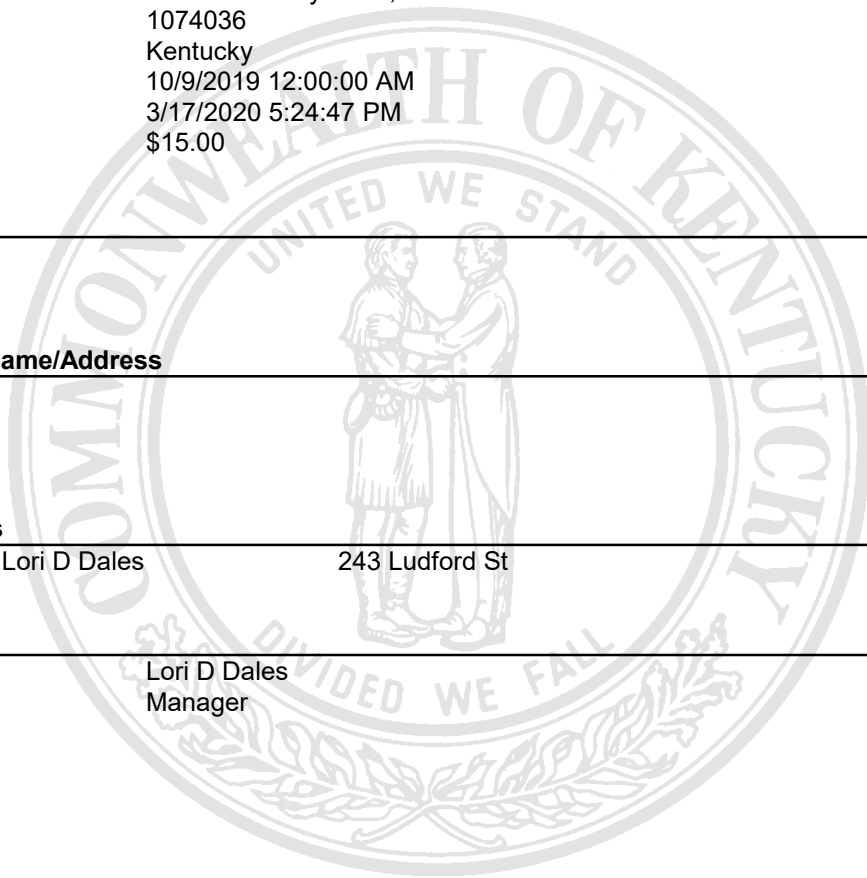 1074036
Kentucky
10/9/2019 12:00:00 AM
3/17/2020 5:24:47 PM
$15.00
COMMONWEALTH OF KENTUCKY
UNITED WE STAND
ame/Address
s
Lori D Dales 243 Ludford St
DIVIDED WE FALL
Lori D Dales
Manager